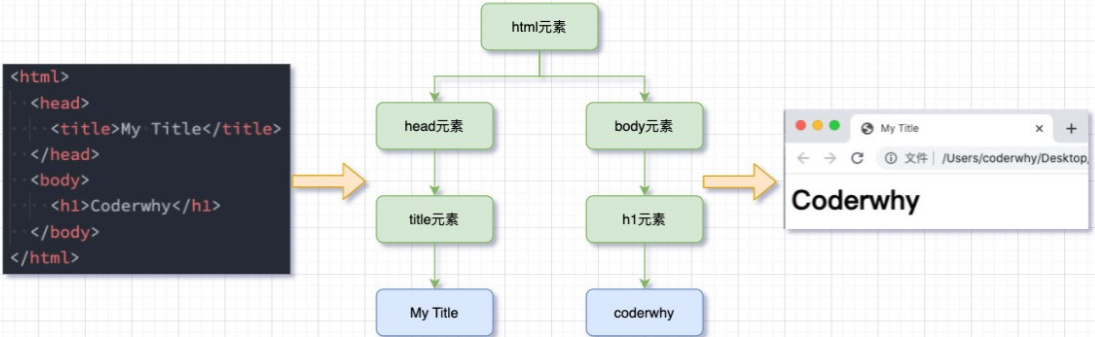 html元素
<html>
<head>
<title>My Title</title>
</head>
<body>
<h1>Coderwhy</h1>
</body>
</html>
head元素
body元素
title元素
h1元素
My Title
coderwhy
My Title
文件 /Users/coderwhy/Desktop/
Coderwhy